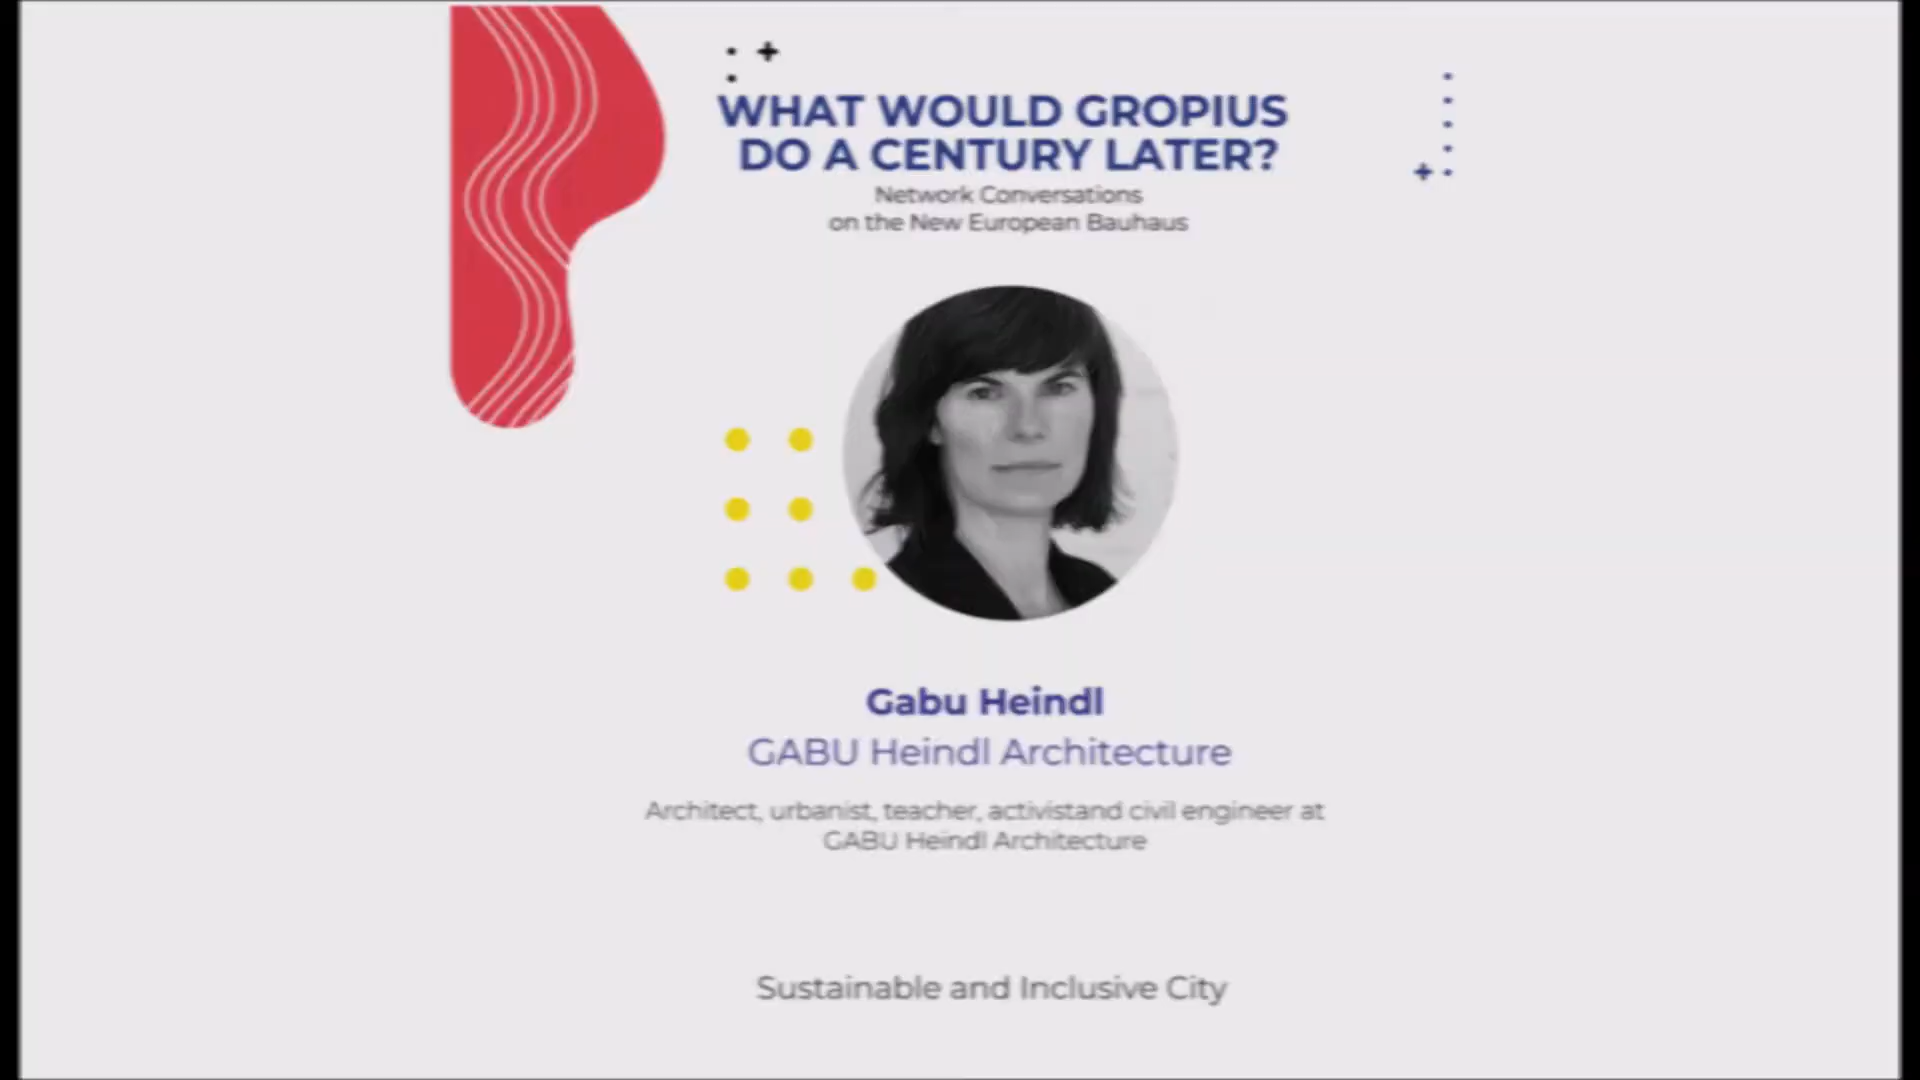 WHAT WOULD GROPIUS
DO A CENTURY LATER?
Network Conversations
on the New European Bauhaus
Gabu Heindl
GABU Heindl Architecture
Architect, urbanist, teacher, activistand civil engineer at
GABU Heindl Architecture
Sustainable and Inclusive City